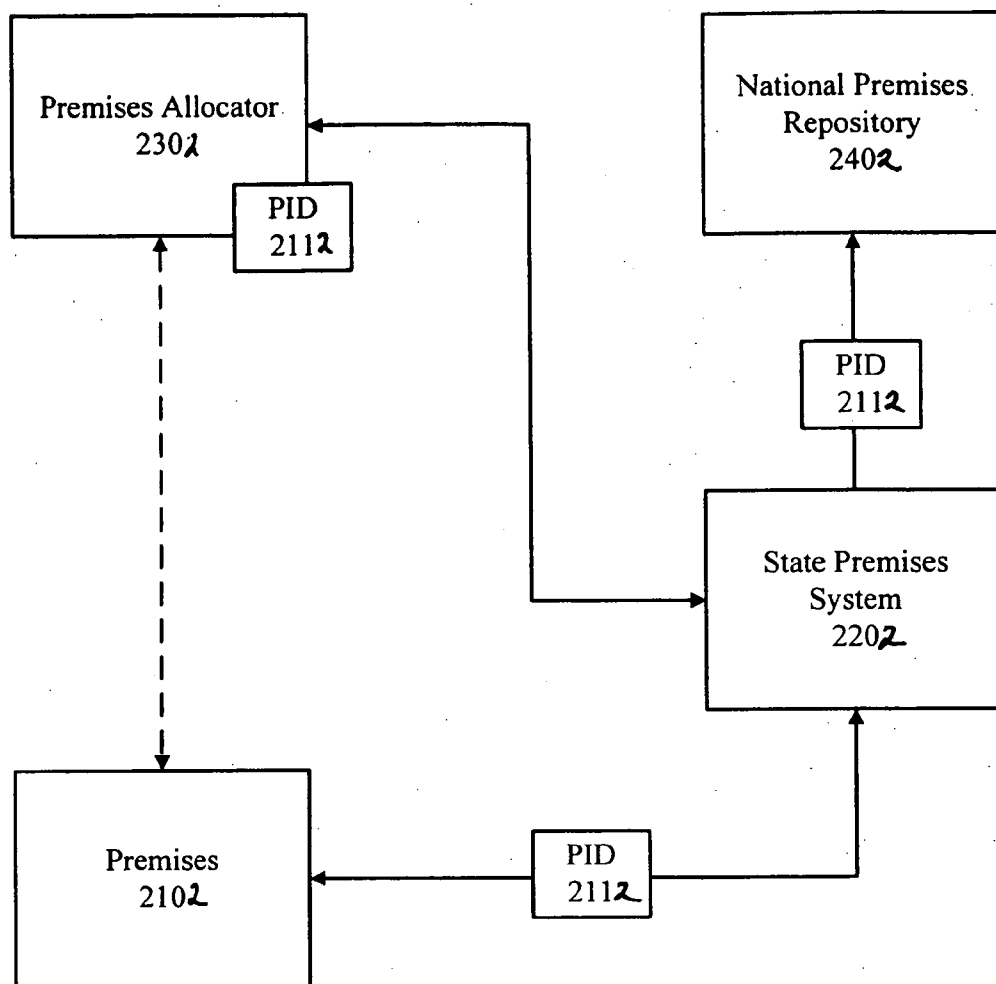 Premises Allocator
2302
PID
2112
National Premises
Repository
2402
PID
2112
State Premises
System
2202
Premises
2102
PID
2112